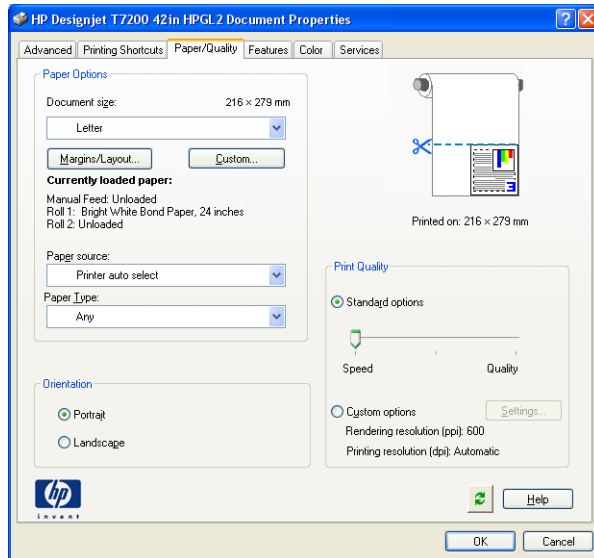 HP Designjet T7200 42in HPGL2 Document Properties
Advanced
Printing Shortcuts
Paper/Quality
Features
Color
Services
Paper Options
Document size: 216 × 279 mm
Letter
Margins/Layout...
Custom...
Currently loaded paper:
Manual Feed: Unloaded
Roll 1: Bright White Bond Paper, 24 inches
Roll 2: Unloaded
Paper source:
Printer auto select
Paper Type:
Any
Printed on: 216 × 279 mm
Print Quality
Standard options
Speed
Quality
Custom options
Settings...
Rendering resolution (ppi): 600
Printing resolution (dpi): Automatic
Orientation
Portrait
Landscape
hp
invent
Help
OK
Cancel